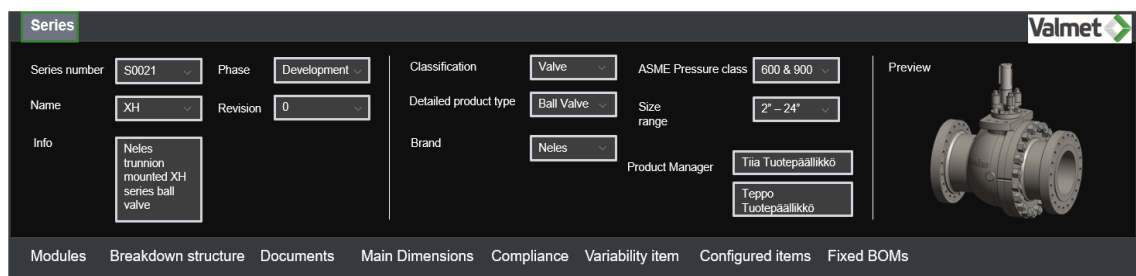 Series
Valmet
Series number
S0021
Phase
Development
Name
XH
Revision
0
Info
Neles
trunnion
mounted XH
series ball
valve
Classification
Valve
Detailed product type
Ball Valve
Brand
Neles
ASME Pressure class
600 & 900
Size
range
2” – 24”
Product Manager
Tiia Tuotepäällikkö
Teppo
Tuotepäällikkö
Preview
Modules
Breakdown structure
Documents
Main Dimensions
Compliance
Variability item
Configured items
Fixed BOMs